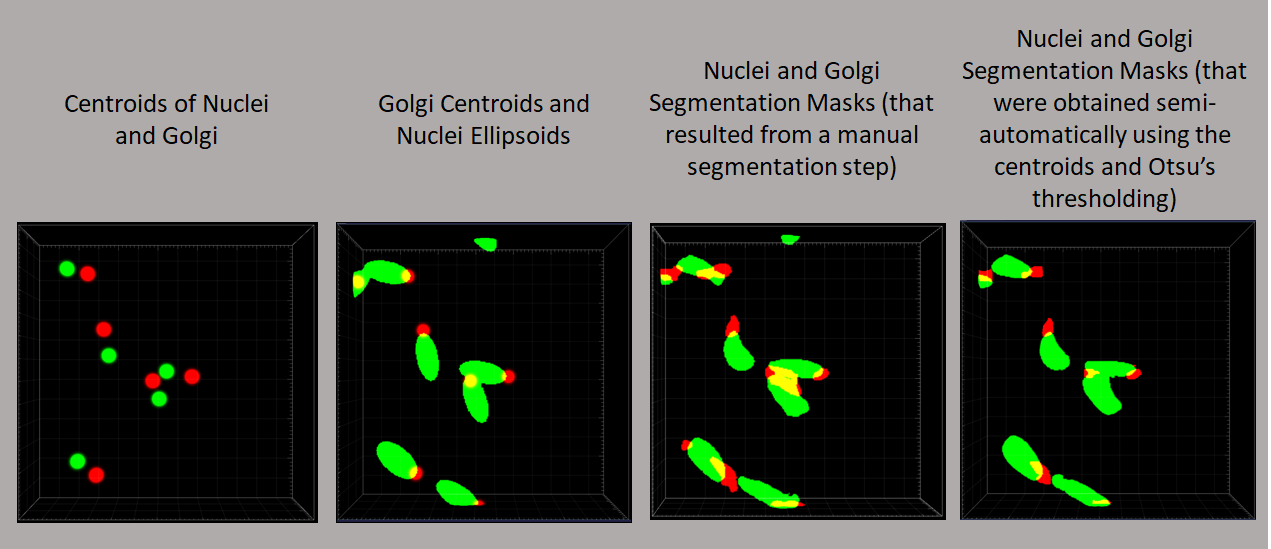 Centroids of Nuclei
and Golgi
Golgi Centroids and
Nuclei Ellipsoids
Nuclei and Golgi
Segmentation Masks (that
resulted from a manual
segmentation step)
Nuclei and Golgi
Segmentation Masks (that
were obtained semi-
automatically using the
centroids and Otsu’s
thresholding)